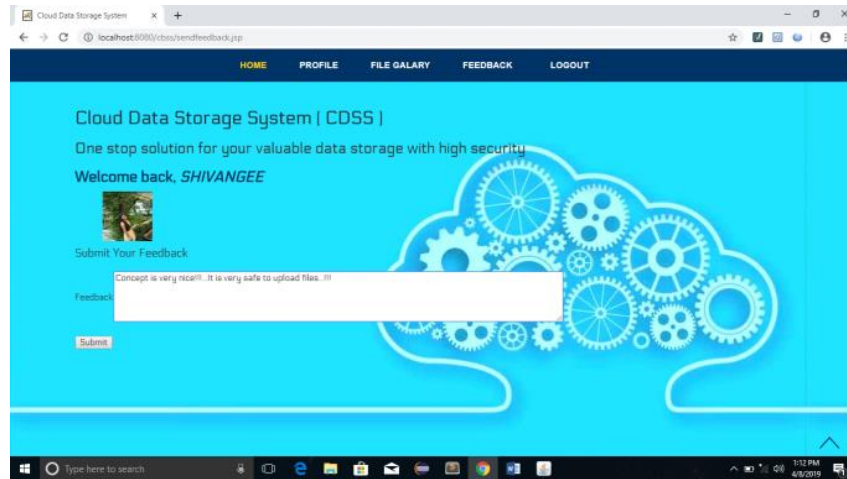 Cloud Data Storage System
localhost:8080/cbss/sendfeedback.jsp
HOME PROFILE FILE GALARY FEEDBACK LOGOUT
Cloud Data Storage System ( CDSS )
One stop solution for your valuable data storage with high security
Welcome back, SHIVANGEE
Submit Your Feedback
Concept is very nice!!!...It is very safe to upload files...!!!
Feedback
Submit
Type here to search
1:12 PM
4/8/2019